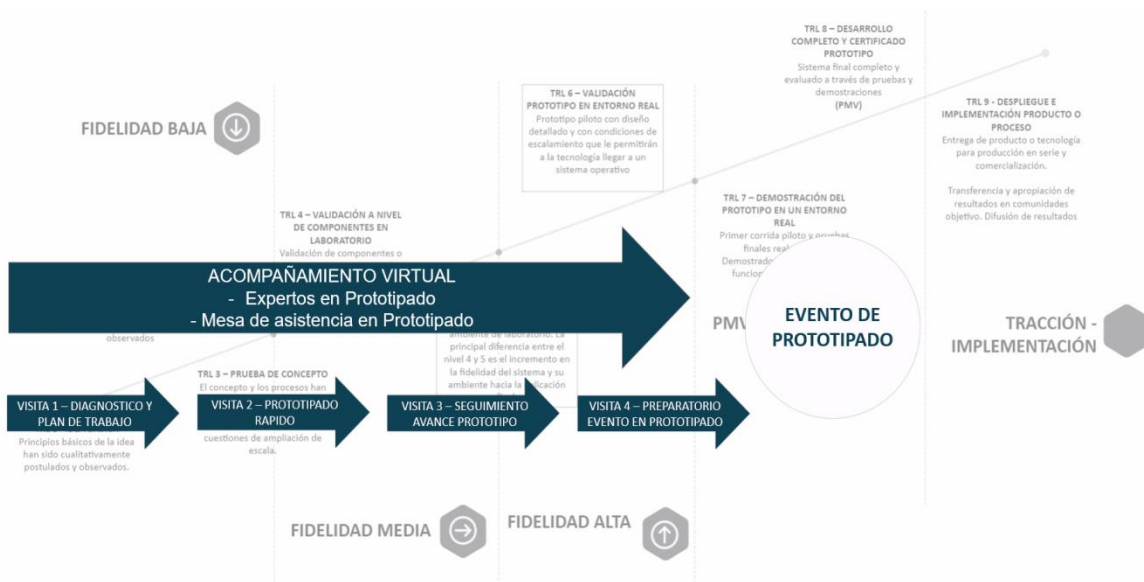 TRL 8 – DESARROLLO
COMPLETO Y CERTIFICADO
PROTOTIPO
Sistema final completo y
evaluado a través de pruebas y
demostraciones
(PMV)
TRL 6 – VALIDACIÓN
PROTOTIPO EN ENTORNO REAL
Prototipo piloto con diseño
detallado y con condiciones de
escalamiento que le permitirán
a la tecnología llegar a un
sistema operativo
TRL 9 - DESPLIEGUE E
IMPLEMENTACIÓN PRODUCTO O
PROCESO
Entrega de producto o tecnología
para producción en serie y
comercialización.
Transferencia y apropiación de
resultados en comunidades
objetivo. Difusión de resultados
FIDELIDAD BAJA
TRL 4 – VALIDACIÓN A NIVEL
DE COMPONENTES EN
LABORATORIO
Validación de componentes o
TRL 7 – DEMOSTRACIÓN DEL
PROTOTIPO EN UN ENTORNO
REAL
Primer corrida piloto y pruebas
finales
Demostrado
ACOMPAÑAMIENTO VIRTUAL
- Expertos en Prototipado
- Mesa de asistencia en Prototipado
EVENTO DE
PROTOTIPADO
PMV
TRACCIÓN -
IMPLEMENTACIÓN
observados
ambiente de laboratorio. La
principal diferencia entre el
nivel 4 y 5 es el incremento en
la fidelidad del sistema y su
ambiente hacia la
TRL 3 – PRUEBA DE CONCEPTO
El concepto y los procesos han
VISITA 1 – DIAGNOSTICO Y
PLAN DE TRABAJO
VISITA 2 – PROTOTIPADO
RAPIDO
VISITA 3 – SEGUIMIENTO
AVANCE PROTOTIPO
VISITA 4 – PREPARATORIO
EVENTO EN PROTOTIPADO
Principios básicos de la idea
han sido cualitativamente
postulados y observados.
cuestiones de ampliación de
escala.
FIDELIDAD MEDIA
FIDELIDAD ALTA